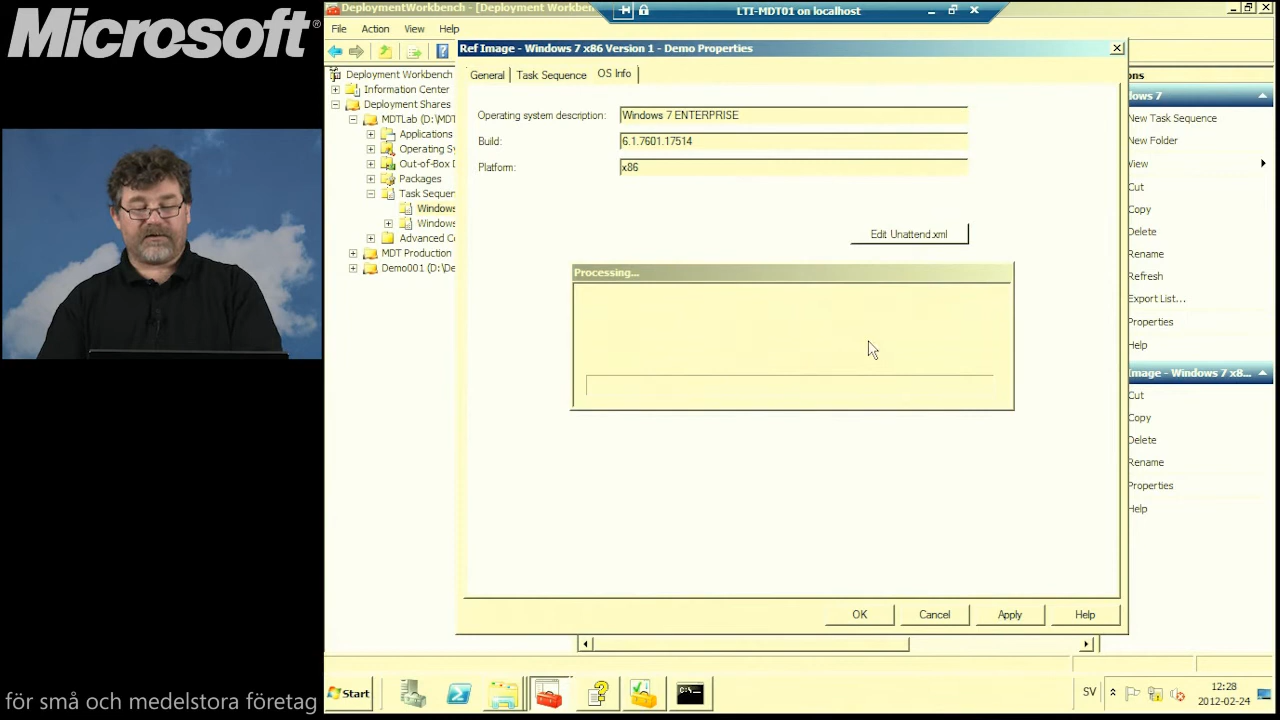 Microsoft®
för små och medelstora företag
DeploymentWorkbench - [Deployment Workben
LTI-MDT01 on localhost
File Action View Help
Deployment Workbench
Information Center
Deployment Shares
MDTLab (D:\MDT
Applications
Operating Sy
Out-of-Box D
Packages
Task Sequen
Windows
Windows
Advanced Co
MDT Production
Demo001 (D:\De
Ref Image - Windows 7 x86 Version 1 - Demo Properties
General Task Sequence OS Info
Operating system description: Windows 7 ENTERPRISE
Build: 6.1.7601.17514
Platform: x86
Edit Unattend.xml
Processing...
OK Cancel Apply Help
ons
dows 7
New Task Sequence
New Folder
View
Cut
Copy
Delete
Rename
Refresh
Export List...
Properties
Help
Image - Windows 7 x8...
Cut
Copy
Delete
Rename
Properties
Help
Start
C:\
SV
12:28
2012-02-24